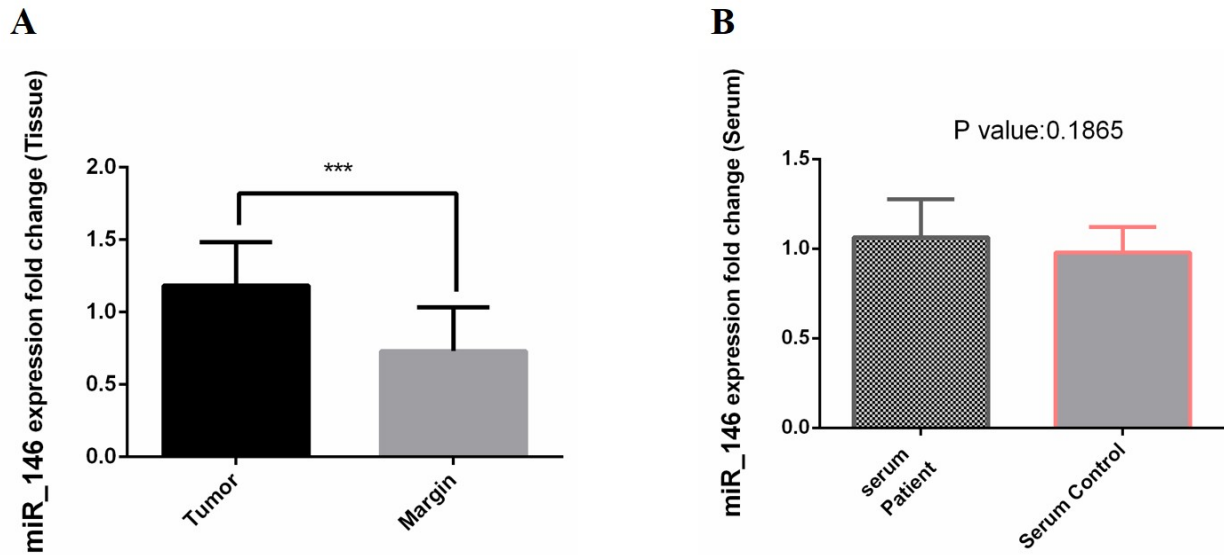 A
miR_146 expression fold change (Tissue)
2.0
1.5
1.0
0.5
0.0
***
Tumor
Margin
B
miR_146 expression fold change (Serum)
P value:0.1865
1.5
1.0
0.5
0.0
serum
Patient
Serum Control